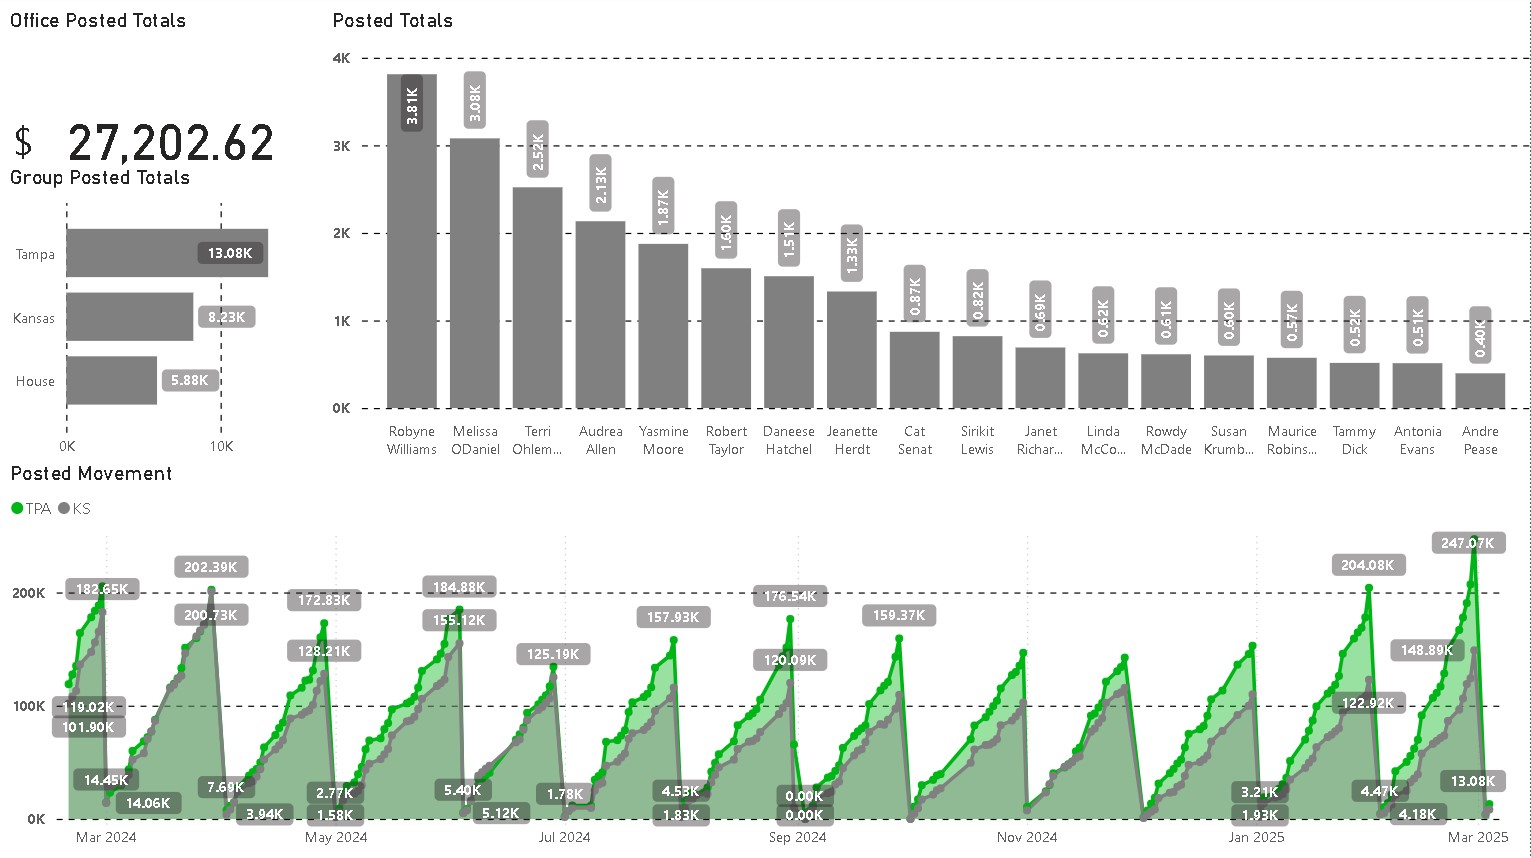 Office Posted Totals
$ 27,202.62
Group Posted Totals
Tampa 13.08K
Kansas 8.23K
House 5.88K
0K 10K
Posted Totals
4K
3K
2K
1K
0K
3.81K 3.08K 2.52K 2.13K 1.87K 1.60K 1.51K 1.33K 0.87K 0.82K 0.69K 0.62K 0.61K 0.60K 0.57K 0.52K 0.51K 0.40K
Robyne Melissa Terri Audrea Yasmine Robert Daneese Jeanette Cat Sirikit Janet Linda Rowdy Susan Maurice Tammy Antonia Andre
Williams ODaniel Ohlem... Allen Moore Taylor Hatchel Herdt Senat Lewis Richar... McCo... McDade Krumb... Robins... Dick Evans Pease
Posted Movement
TPA KS
200K
100K
0K
182.65K 202.39K 200.73K 172.83K 128.21K 184.88K 155.12K 125.19K 157.93K 176.54K 120.09K 159.37K 204.08K 122.92K 247.07K 148.89K
119.02K
101.90K
14.45K 14.06K 7.69K 3.94K 2.77K 1.58K 5.40K 5.12K 1.78K 4.53K 1.83K 0.00K 0.00K 3.21K 1.93K 4.47K 4.18K 13.08K
Mar 2024 May 2024 Jul 2024 Sep 2024 Nov 2024 Jan 2025 Mar 2025